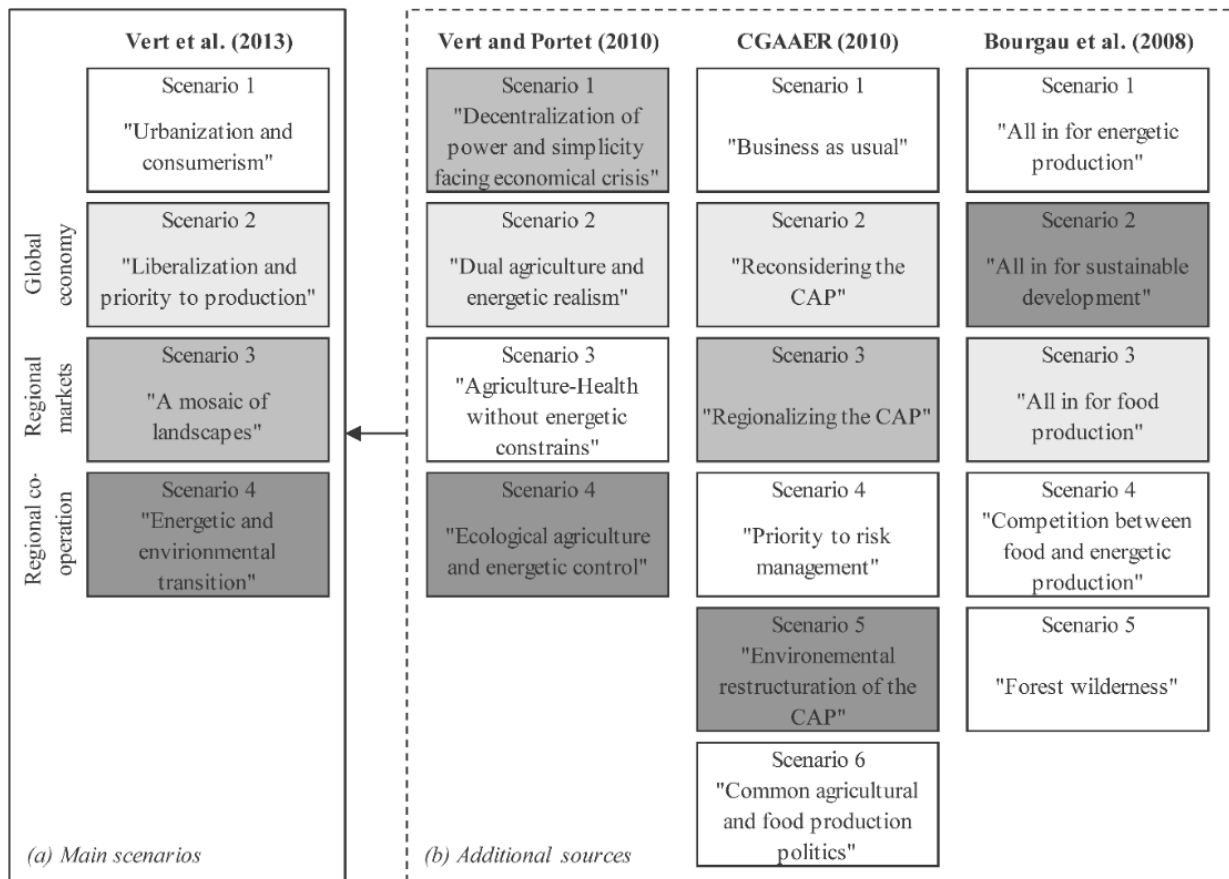 Vert et al. (2013)
Scenario 1
"Urbanization and
consumerism"
Global
economy
Scenario 2
"Liberalization and
priority to production"
Regional
markets
Scenario 3
"A mosaic of
landscapes"
Regional co-
operation
Scenario 4
"Energetic and
envirionmental
transition"
(a) Main scenarios
Vert and Portet (2010)
Scenario 1
"Decentralization of
power and simplicity
facing economical crisis"
Scenario 2
"Dual agriculture and
energetic realism"
Scenario 3
"Agriculture-Health
without energetic
constrains"
Scenario 4
"Ecological agriculture
and energetic control"
(b) Additional sources
CGAAER (2010)
Scenario 1
"Business as usual"
Scenario 2
"Reconsidering the
CAP"
Scenario 3
"Regionalizing the CAP"
Scenario 4
"Priority to risk
management"
Scenario 5
"Environemental
restructuration of the
CAP"
Scenario 6
"Common agricultural
and food production
politics"
Bourgau et al. (2008)
Scenario 1
"All in for energetic
production"
Scenario 2
"All in for sustainable
development"
Scenario 3
"All in for food
production"
Scenario 4
"Competition between
food and energetic
production"
Scenario 5
"Forest wilderness"